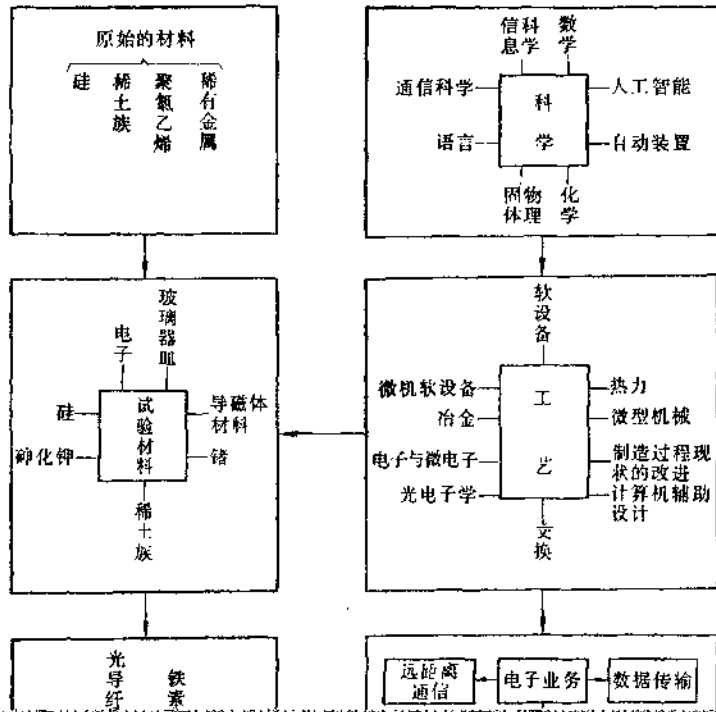 原始的材料
硅
稀土族
聚氯乙烯
稀有金属
信息科学
数学
通信科学
人工智能
科学
语言
自动装置
固体物理
化学
电子
玻璃器皿
硅
试验材料
导磁体材料
砷化钾
锗
稀土族
软设备
微机软设备
热力
工艺
冶金
微型机械
电子与微电子
制造过程现状的改进
光电子学
计算机辅助设计
交换
光导纤
铁素
远距离通信
电子业务
数据传输